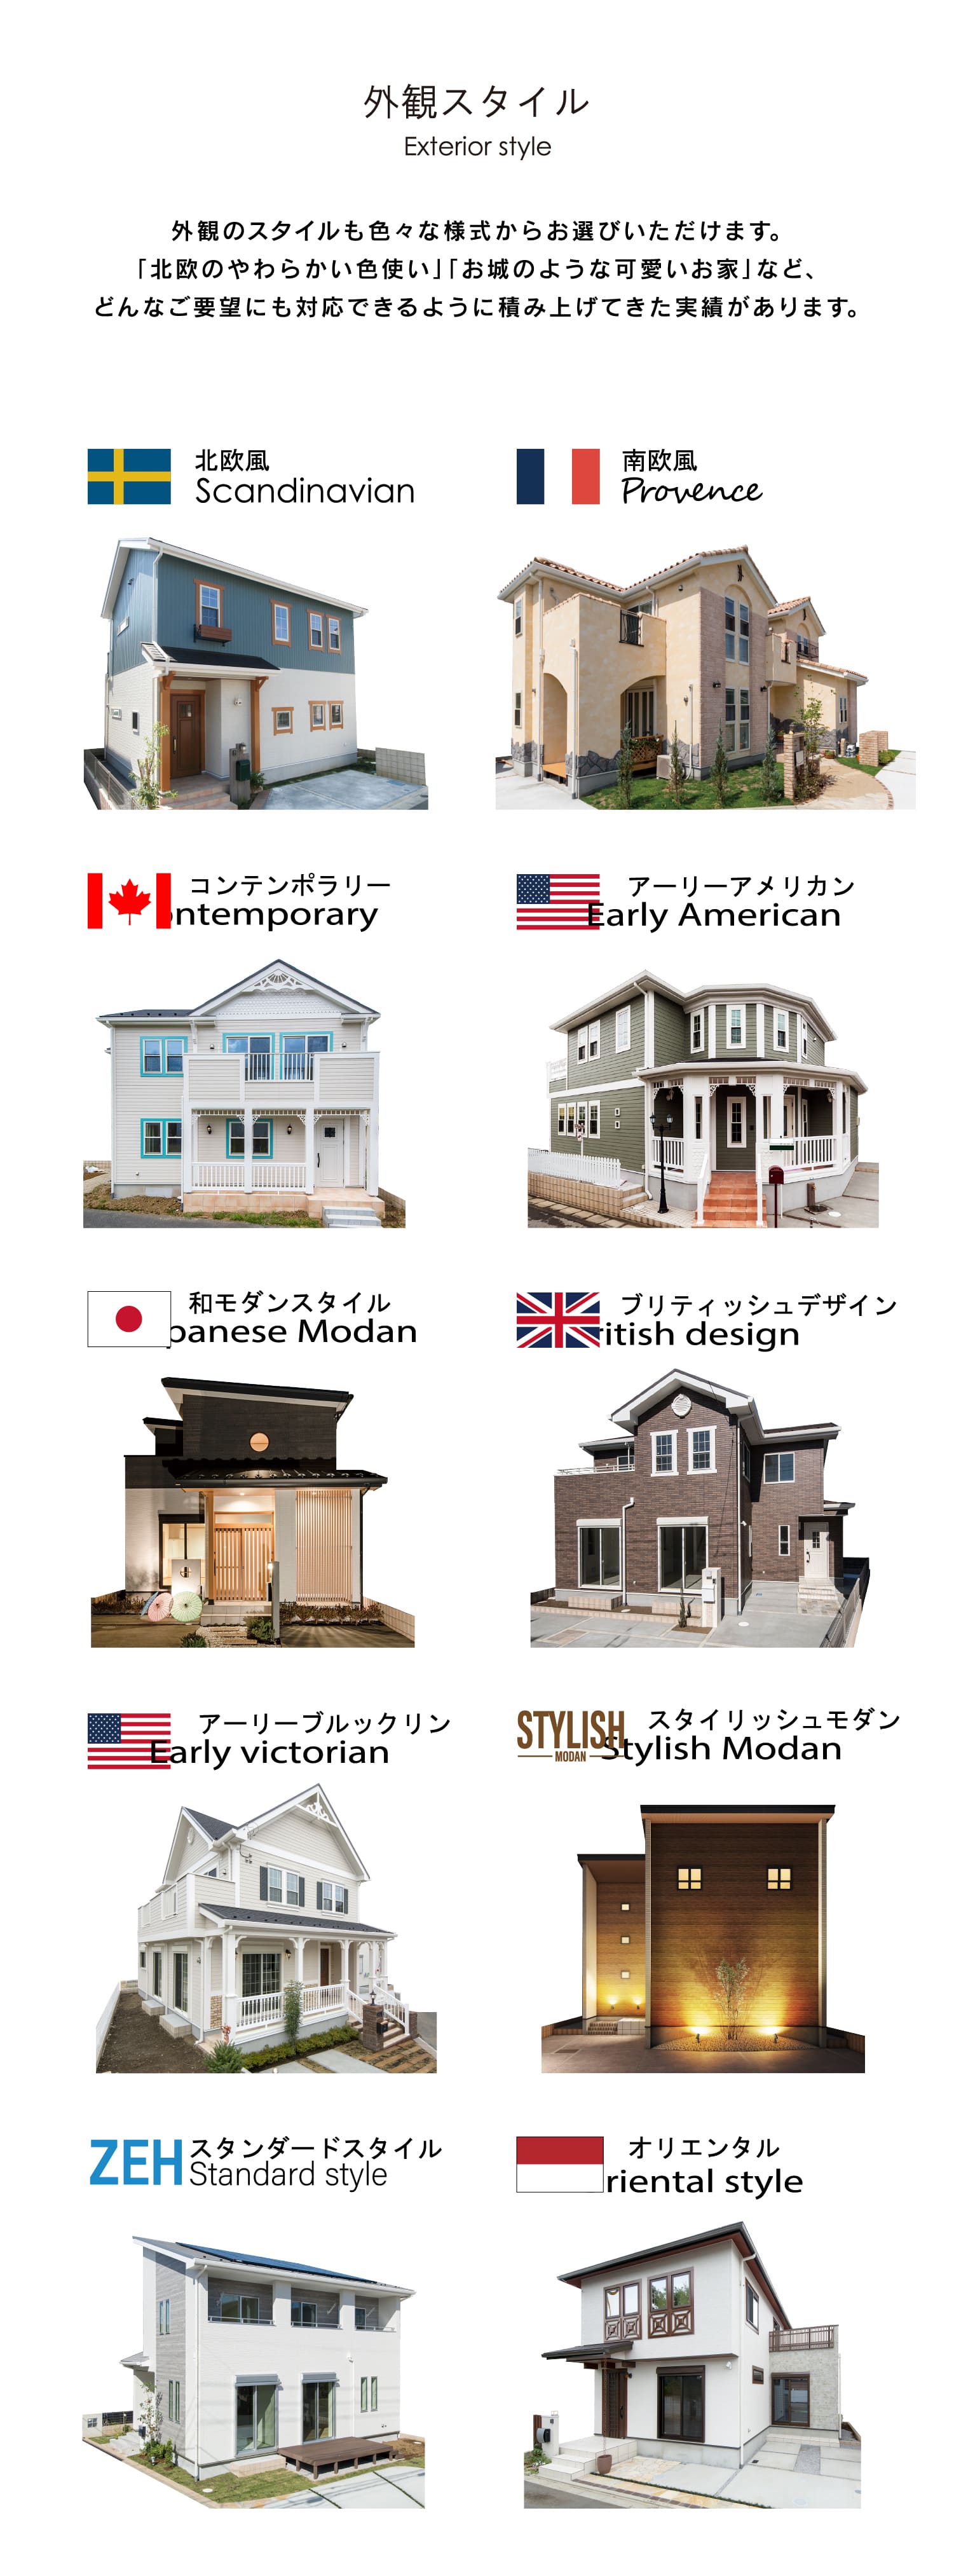 外観スタイル
Exterior style
外観のスタイルも色々な様式からお選びいただけます。
「北欧のやわらかい色使い」「お城のような可愛いお家」など、
どんなご要望にも対応できるように積み上げてきた実績があります。
北欧風
Scandinavian
南欧風
Provence
コンテンポラリー
ontemporary
アーリーアメリカン
Early American
和モダンスタイル
panese Modan
ブリティッシュデザイン
ritish design
アーリーブルックリン
Early victorian
STYLISH
MODAN
スタイリッシュモダン
Stylish Modan
ZEH
スタンダードスタイル
Standard style
オリエンタル
riental style